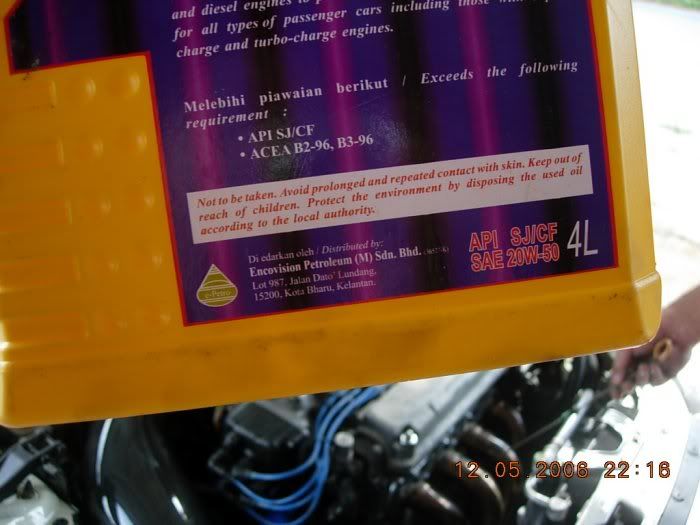 and diesel engines to
for all types of passenger cars including those
charge and turbo-charge engines.
Melebihi piawaian berikut / Exceeds the following
requirement :
• API SJ/CF
• ACEA B2-96, B3-96
Not to be taken. Avoid prolonged and repeated contact with skin. Keep out of
reach of children. Protect the environment by disposing the used oil
according to the local authority.
Di edarkan oleh / Distributed by:
Encovision Petroleum (M) Sdn. Bhd.
Lot 987, Jalan Dato' Lundang,
15200, Kota Bharu, Kelantan.
e-Petro
API SJ/CF
SAE 20W-50
4L
12.05.2006 22:16